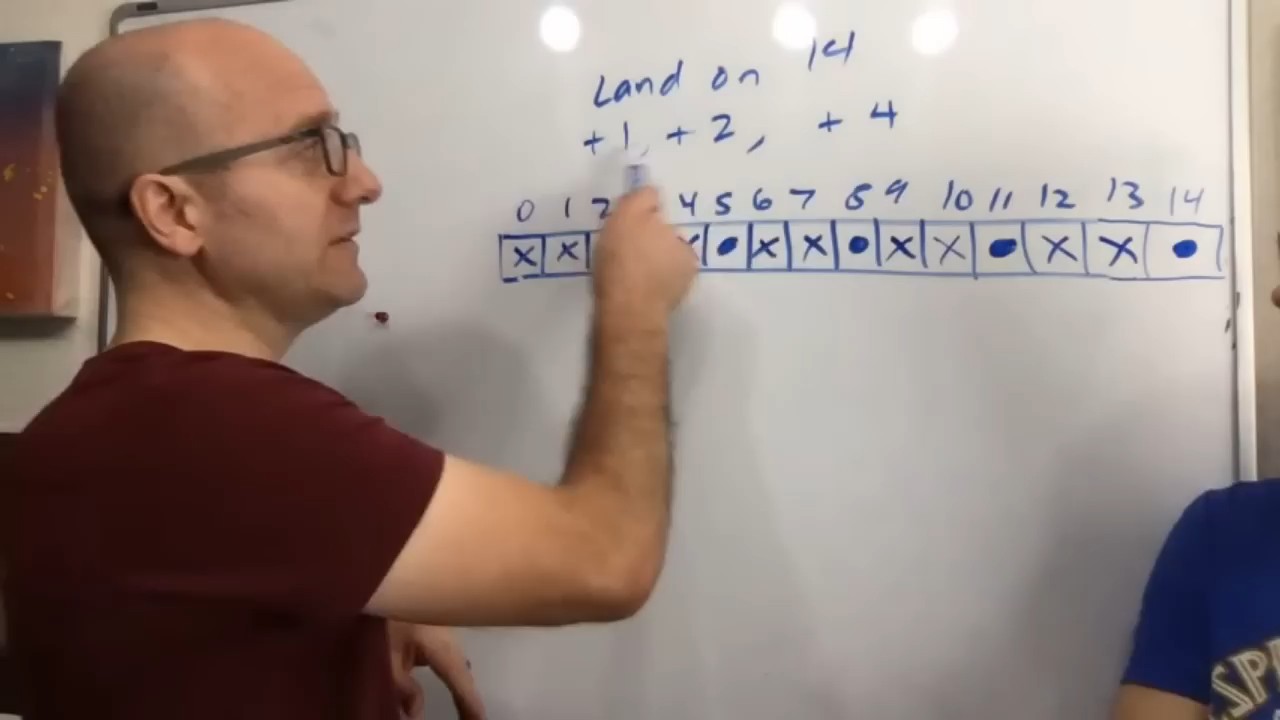 Land on 14
+1, +2, +4
0 1 2 4 5 6 7 8 9 10 11 12 13 14
X X X • X X • X X • X X •
SP